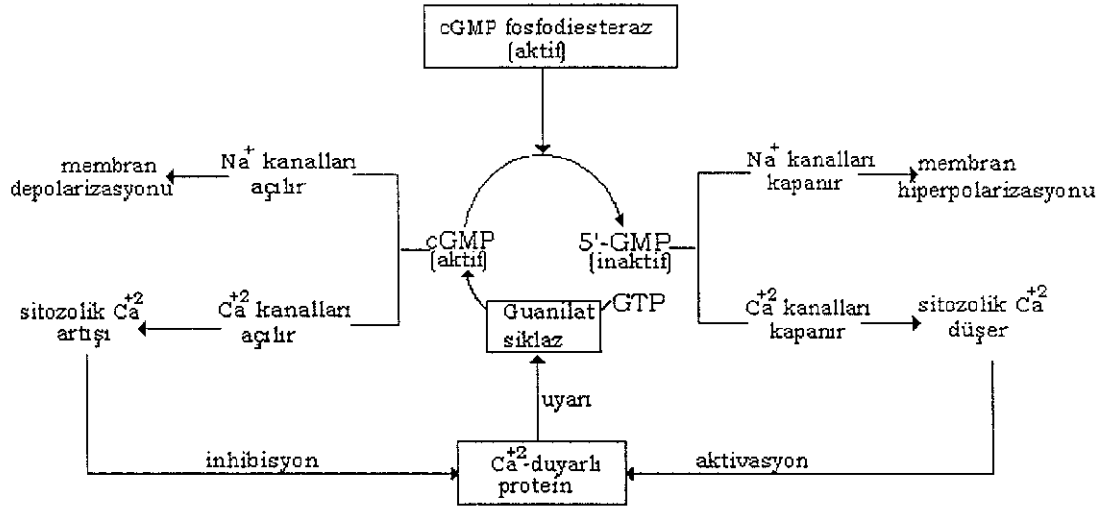 cGMP fosfodiesteraz
(aktif)
membran
depolarizasyonu
Na+ kanalları
açılır
Na+ kanalları
kapanır
membran
hiperpolarizasyonu
cGMP
(aktif)
5'-GMP
(inaktif)
sitozolik Ca+2
artışı
Ca+2 kanalları
açılır
Guanilat
siklaz
GTP
Ca+2 kanalları
kapanır
sitozolik Ca+2
düşer
uyarı
inhibisyon
Ca+2-duyarlı
protein
aktivasyon